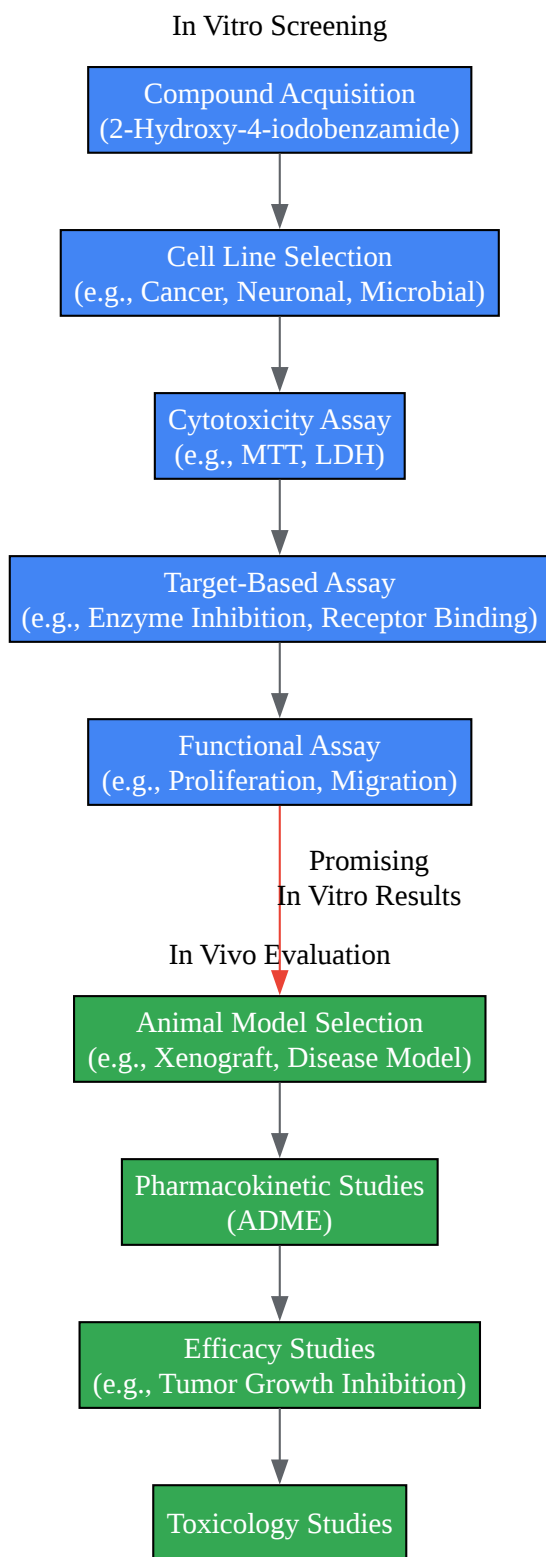 In Vitro Screening
Compound Acquisition
(2-Hydroxy-4-iodobenzamide)
Cell Line Selection
(e.g., Cancer, Neuronal, Microbial)
Cytotoxicity Assay
(e.g., MTT, LDH)
Target-Based Assay
(e.g., Enzyme Inhibition, Receptor Binding)
Functional Assay
(e.g., Proliferation, Migration)
Promising
In Vitro Results
In Vivo Evaluation
Animal Model Selection
(e.g., Xenograft, Disease Model)
Pharmacokinetic Studies
(ADME)
Efficacy Studies
(e.g., Tumor Growth Inhibition)
Toxicology Studies